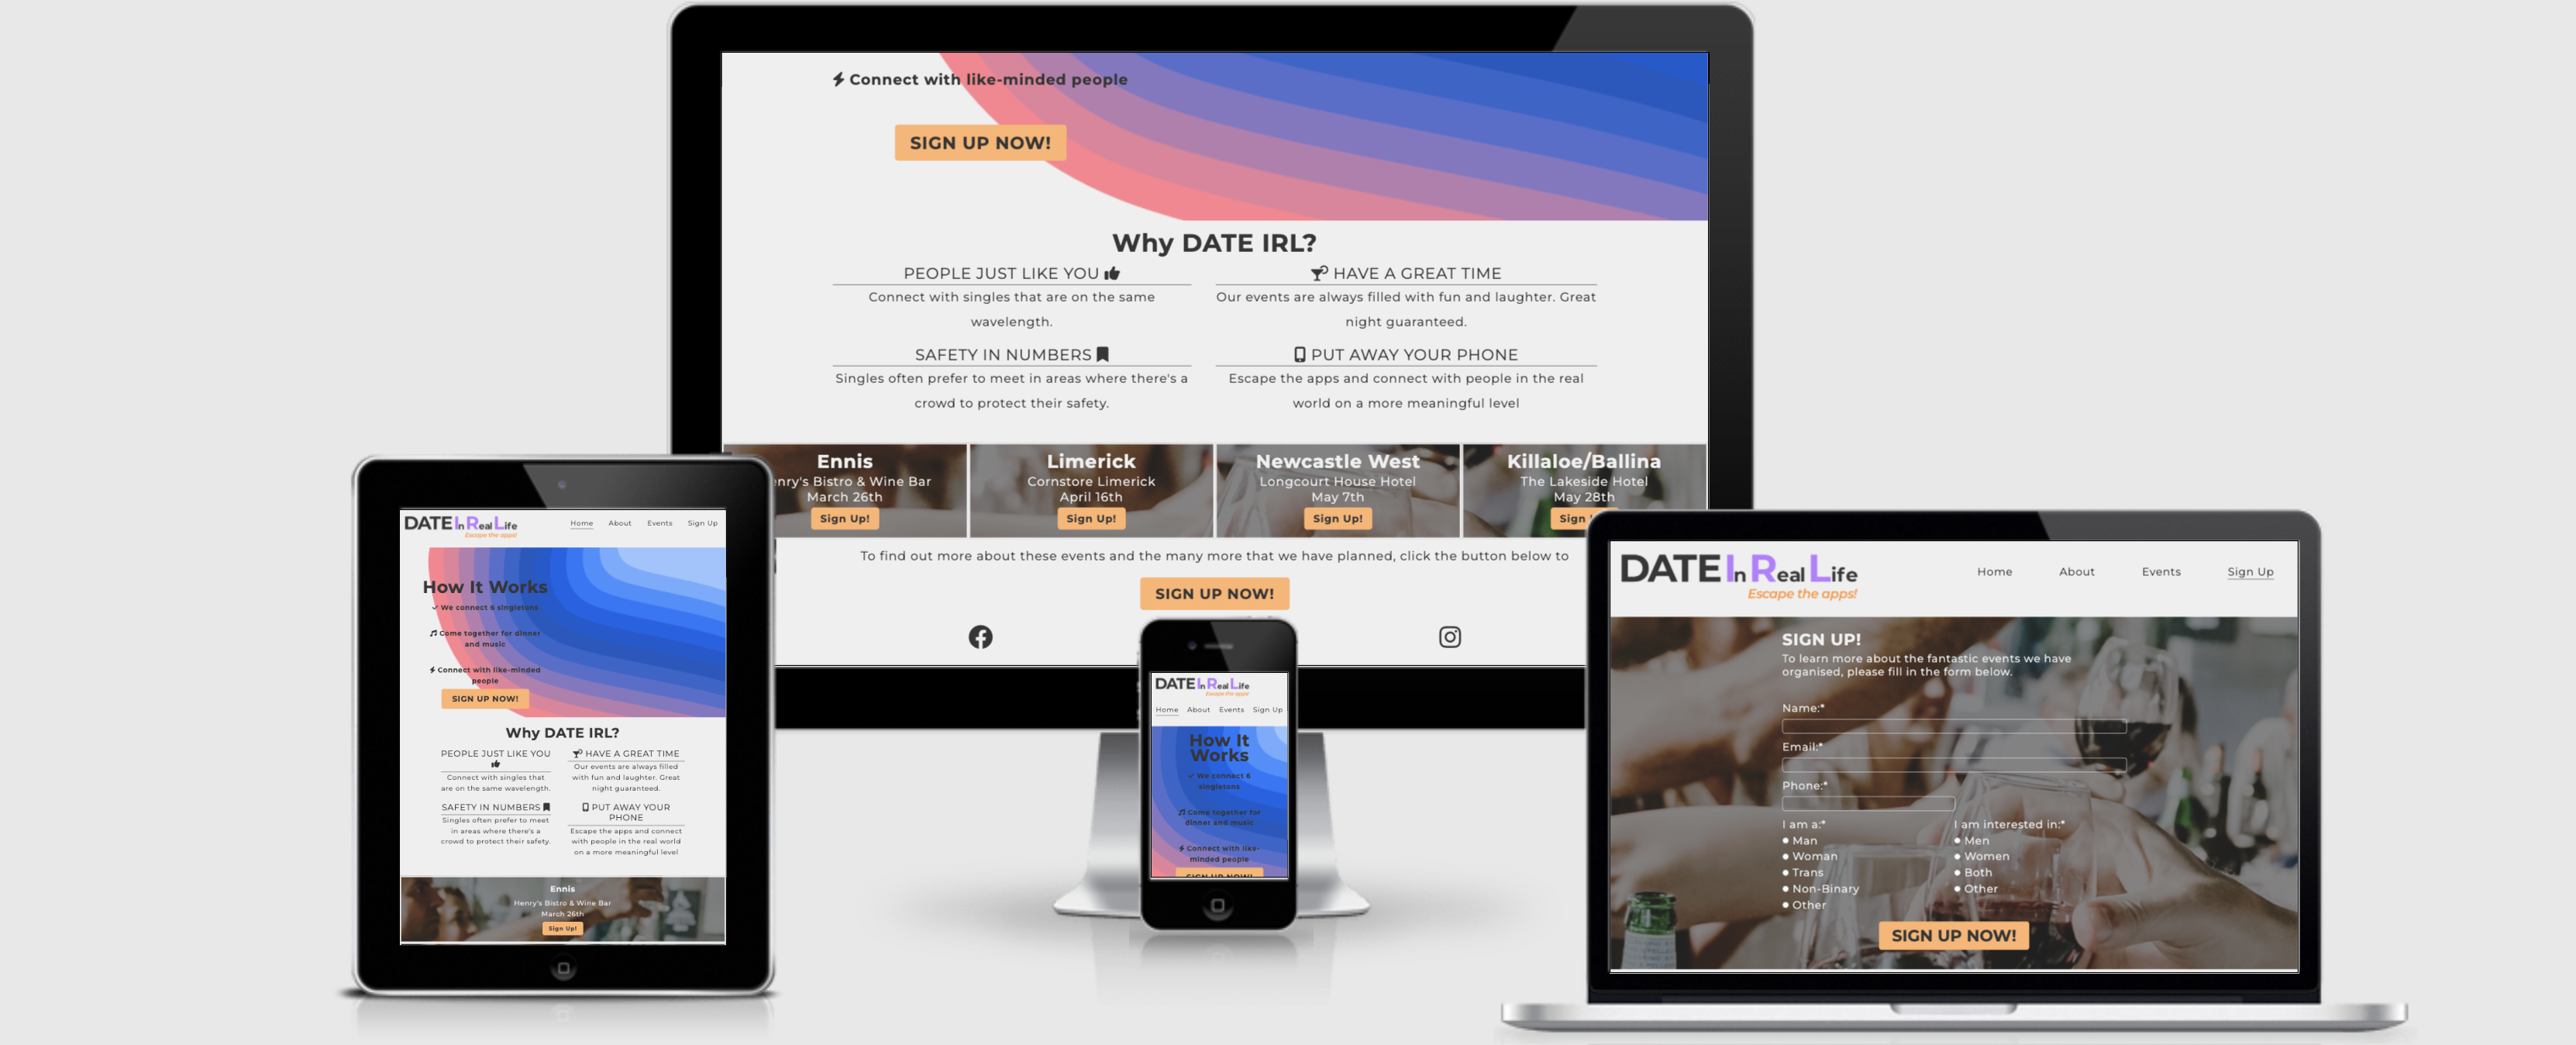 Connect with like-minded people
SIGN UP NOW!
Why DATE IRL?
PEOPLE JUST LIKE YOU
Connect with singles that are on the same
wavelength.
HAVE A GREAT TIME
Our events are always filled with fun and laughter. Great
night guaranteed.
SAFETY IN NUMBERS
Singles often prefer to meet in areas where there's a
crowd to protect their safety.
PUT AWAY YOUR PHONE
Escape the apps and connect with people in the real
world on a more meaningful level
Ennis
enry's Bistro & Wine Bar
March 26th
Sign Up!
Limerick
Cornstore Limerick
April 16th
Sign Up!
Newcastle West
Longcourt House Hotel
May 7th
Sign Up!
Killaloe/Ballina
The Lakeside Hotel
May 28th
Sign
To find out more about these events and the many more that we have planned, click the button below to
SIGN UP NOW!
DATE In Real Life
Escape the apps!
Home About Events Sign Up
How It Works
We connect 6 singletons
Come together for dinner
and music
Connect with like-minded
people
SIGN UP NOW!
Why DATE IRL?
PEOPLE JUST LIKE YOU
Connect with singles that
are on the same wavelength.
HAVE A GREAT TIME
Our events are always filled
with fun and laughter. Great
night guaranteed.
SAFETY IN NUMBERS
Singles often prefer to meet
in areas where there's a
crowd to protect their safety.
PUT AWAY YOUR
PHONE
Escape the apps and connect
with people in the real world
on a more meaningful level
Ennis
Henry's Bistro & Wine Bar
March 26th
Sign Up!
DATE In Real Life
Escape the apps!
Home About Events Sign Up
How It
Works
We connect 6
singletons
Come together for
dinner and music
Connect with like-
minded people
SIGN UP NOW!
DATE In Real Life
Escape the apps!
Home About Events Sign Up
SIGN UP!
To learn more about the fantastic events we have
organised, please fill in the form below.
Name:*
Email:*
Phone:*
I am a:*
Man
Woman
Trans
Non-Binary
Other
I am interested in:*
Men
Women
Both
Other
SIGN UP NOW!